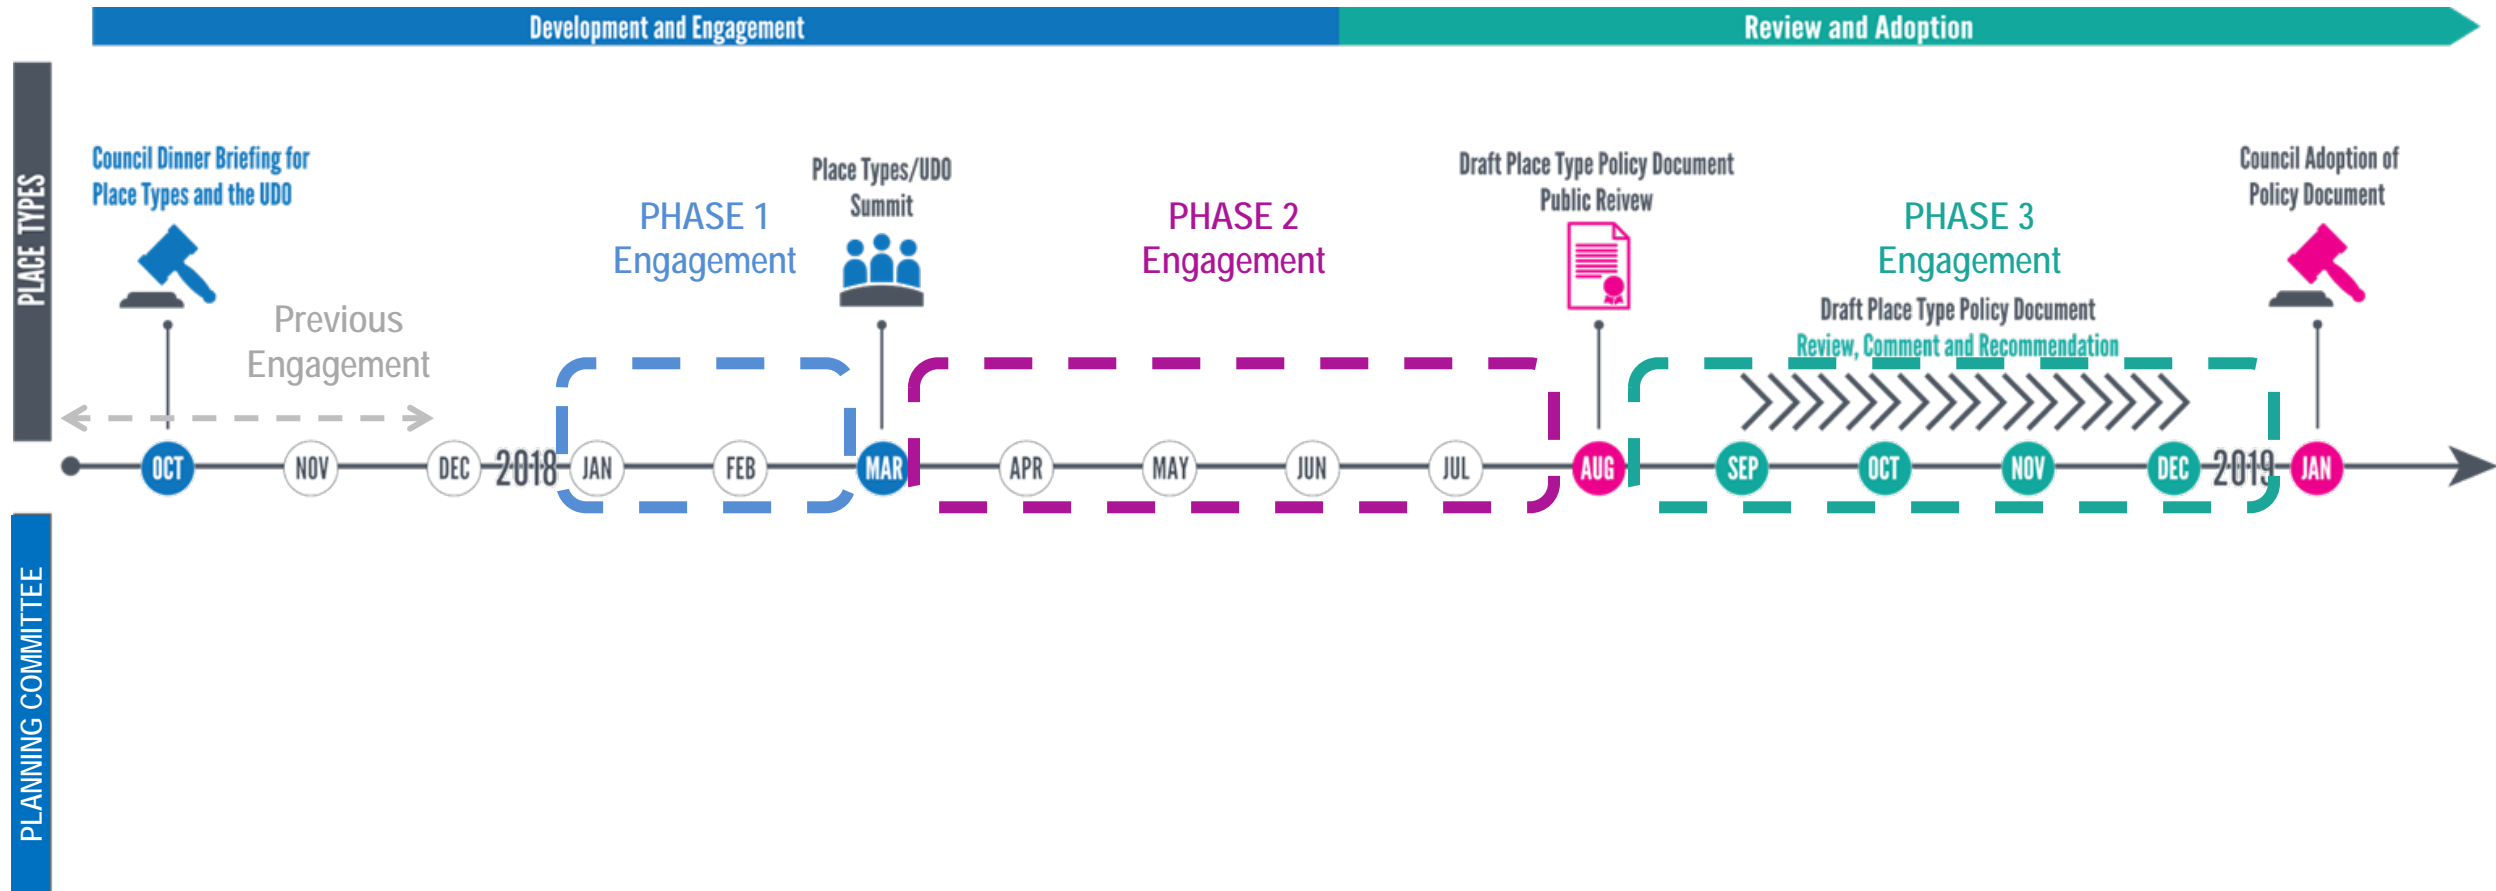 Development and Engagement
Review and Adoption
PLACE TYPES
Council Dinner Briefing for
Place Types and the UDO
Previous
Engagement
PHASE 1
Engagement
Place Types/UDO
Summit
PHASE 2
Engagement
Draft Place Type Policy Document
Public Reivew
PHASE 3
Engagement
Draft Place Type Policy Document
Review, Comment and Recommendation
Council Adoption of
Policy Document
OCT NOV DEC 2018 JAN FEB MAR APR MAY JUN JUL AUG SEP OCT NOV DEC 2019 JAN
PLANNING COMMITTEE